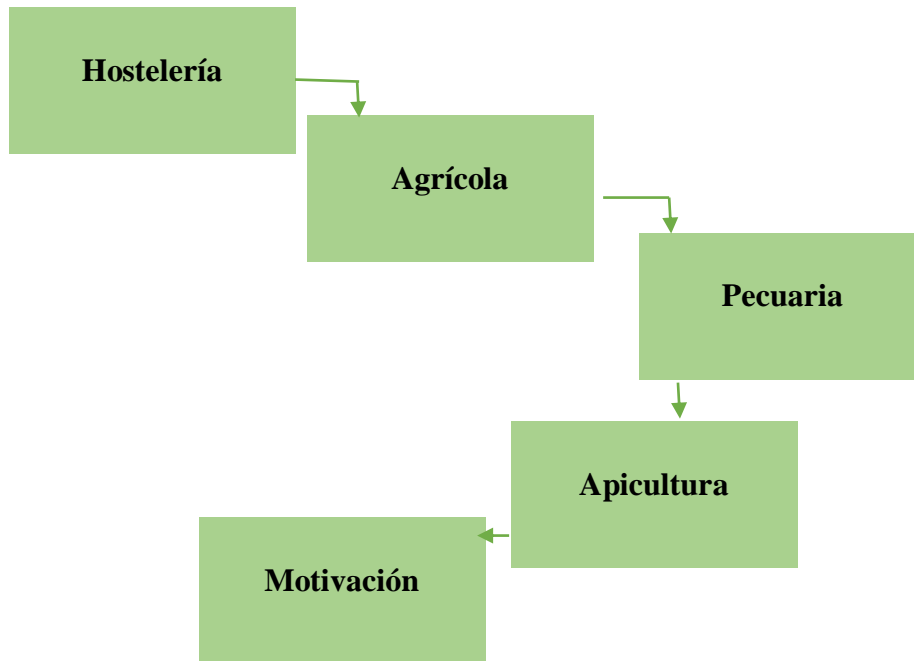 Hostelería
Agrícola
Pecuaria
Apicultura
Motivación